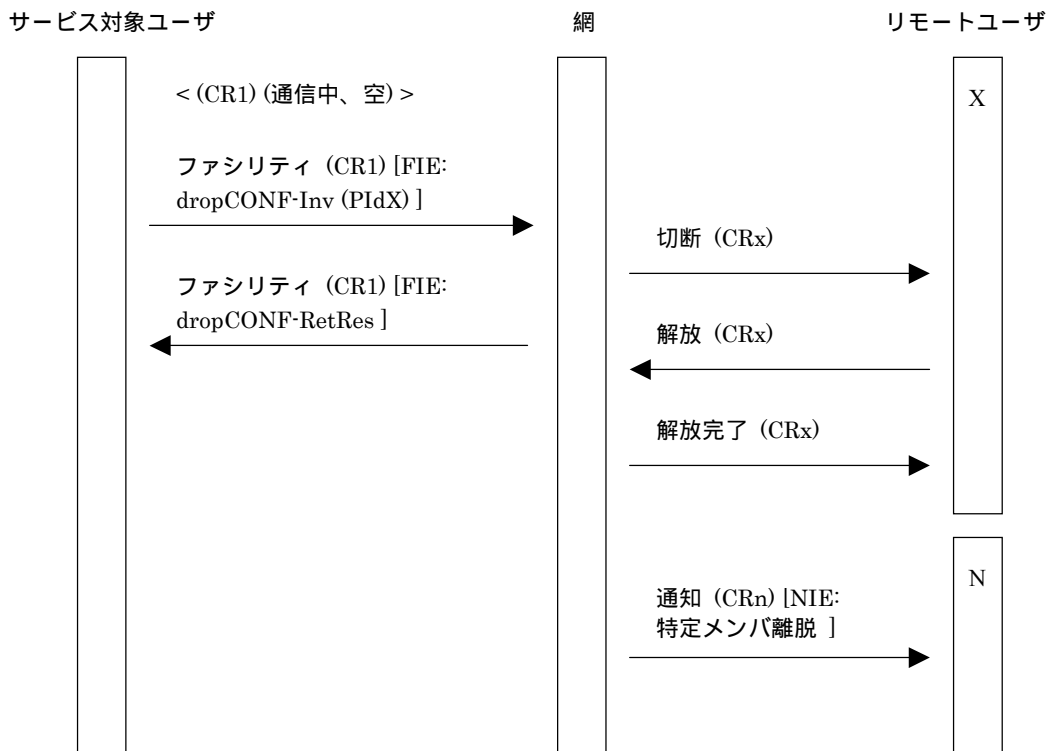 サービス対象ユーザ
網
リモートユーザ
< (CR1) (通信中、空) >
X
ファシリティ (CR1) [FIE:
dropCONF-Inv (PIdX) ]
切断 (CRx)
ファシリティ (CR1) [FIE:
dropCONF-RetRes ]
解放 (CRx)
解放完了 (CRx)
N
通知 (CRn) [NIE:
特定メンバ離脱 ]